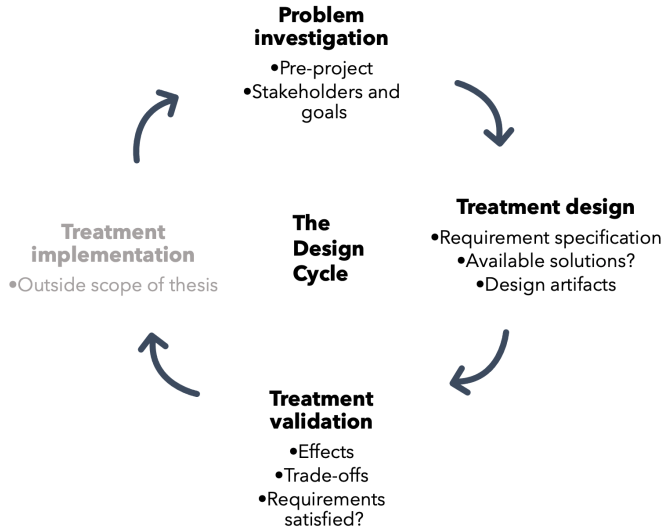 Problem
investigation
•Pre-project
•Stakeholders and
goals
Treatment design
•Requirement specification
•Available solutions?
•Design artifacts
The
Design
Cycle
Treatment
implementation
•Outside scope of thesis
Treatment
validation
•Effects
•Trade-offs
•Requirements
satisfied?